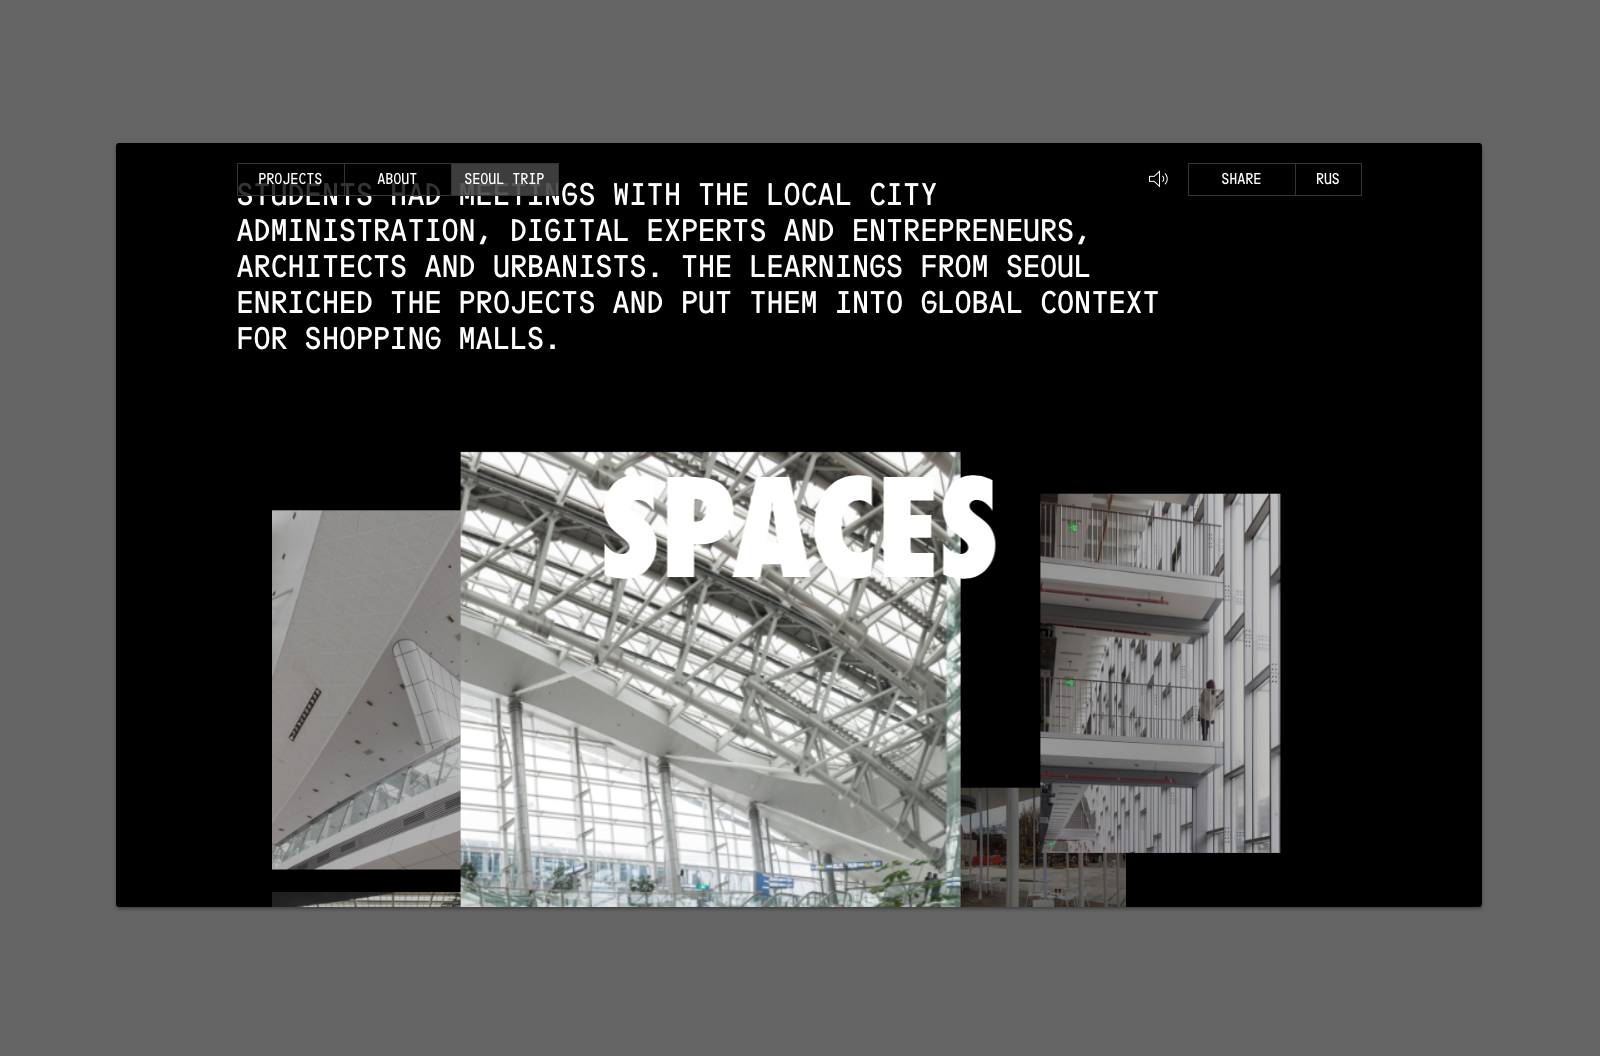 PROJECTS
ABOUT
SEOUL TRIP
SHARE
RUS
STUDENTS HAD MEETINGS WITH THE LOCAL CITY
ADMINISTRATION, DIGITAL EXPERTS AND ENTREPRENEURS,
ARCHITECTS AND URBANISTS. THE LEARNINGS FROM SEOUL
ENRICHED THE PROJECTS AND PUT THEM INTO GLOBAL CONTEXT
FOR SHOPPING MALLS.
SPACES